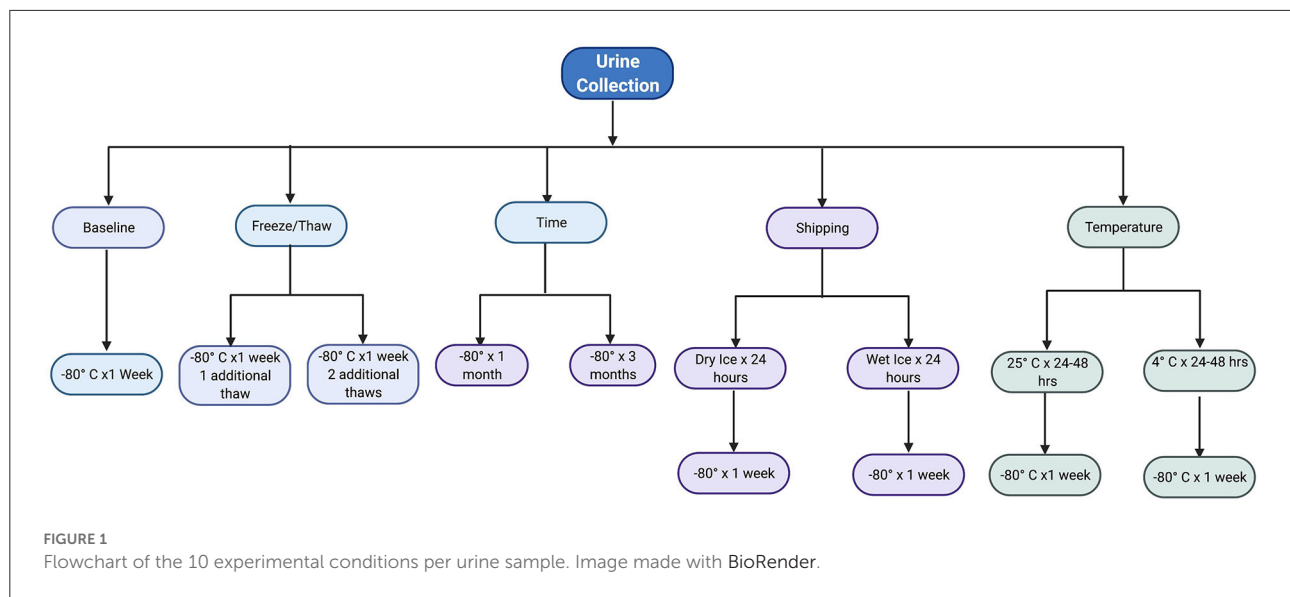 Urine
Collection
Baseline
Freeze/Thaw
Time
Shipping
Temperature
-80° C x1 Week
-80° C x1 week
1 additional
thaw
-80° C x1 week
2 additional
thaws
-80° x 1
month
-80° x 3
months
Dry Ice x 24
hours
Wet Ice x 24
hours
25° C x 24-48
hrs
4° C x 24-48 hrs
-80° x 1 week
-80° x 1 week
-80° C x1 week
-80° C x 1 week
FIGURE 1
Flowchart of the 10 experimental conditions per urine sample. Image made with BioRender.